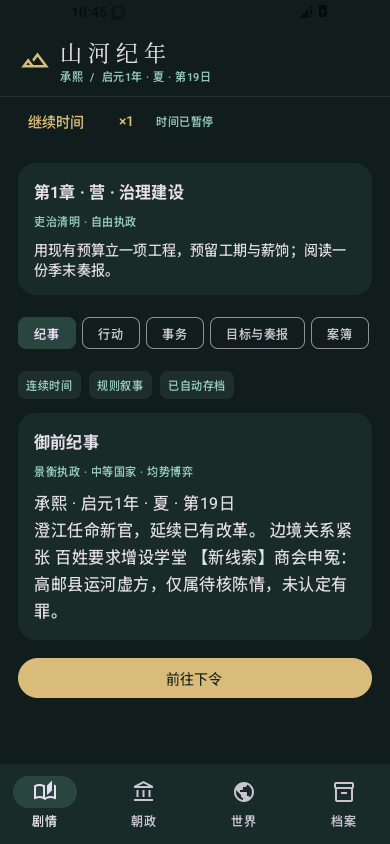 10:45
山河纪年
承熙 / 启元1年 · 夏 · 第19日
继续时间 ×1 时间已暂停
第1章 · 营 · 治理建设
吏治清明 · 自由执政
用现有预算立一项工程，预留工期与薪饷；阅读一
份季末奏报。
纪事 行动 事务 目标与奏报 案簿
连续时间 规则叙事 已自动存档
御前纪事
景衡执政 · 中等国家 · 均势博弈
承熙 · 启元1年 · 夏 · 第19日
澄江任命新官，延续已有改革。 边境关系紧
张 百姓要求增设学堂 【新线索】商会申冤：
高邮县运河虚方，仅属待核陈情，未认定有
罪。
前往下令
剧情 朝政 世界 档案